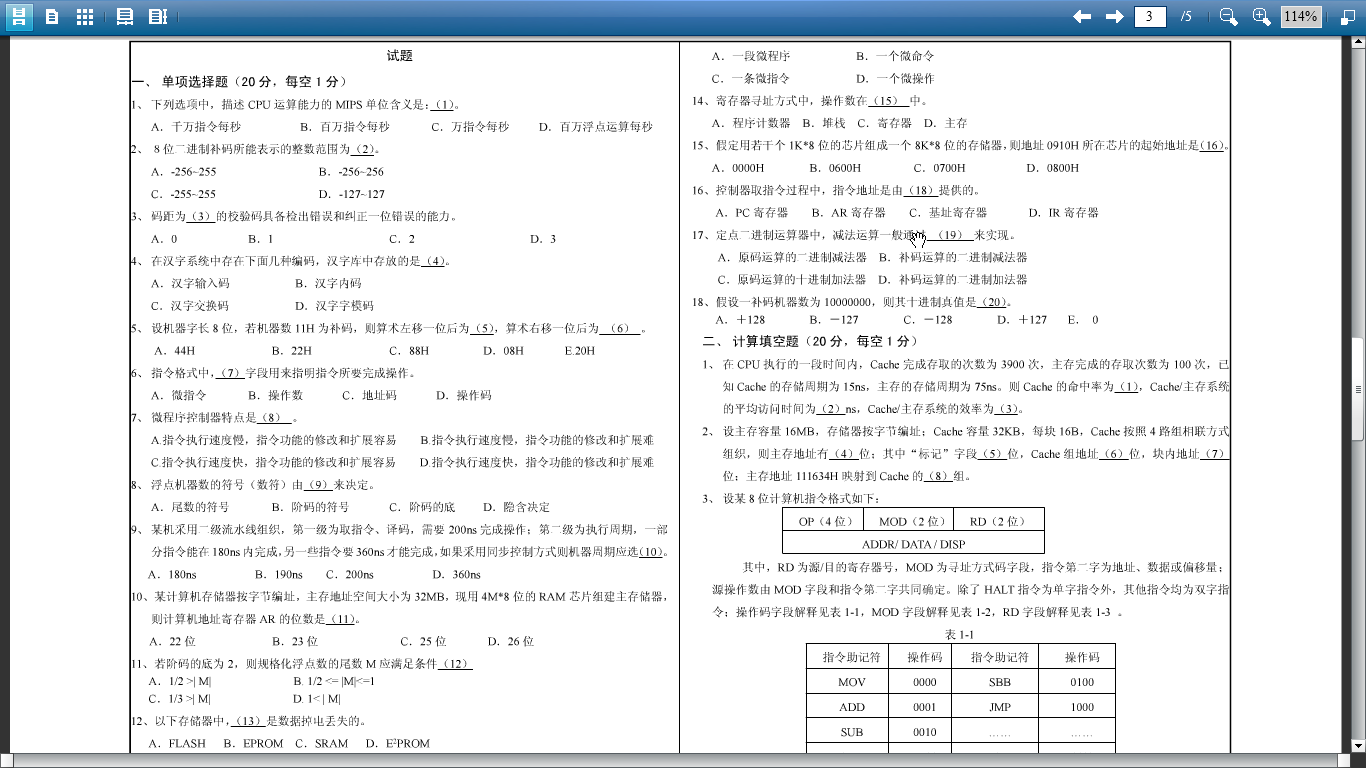 3 /5 114%
试题
一、 单项选择题（20 分，每空 1 分）
1、 下列选项中，描述 CPU 运算能力的 MIPS 单位含义是：（1）。
A．千万指令每秒 B．百万指令每秒 C．万指令每秒 D．百万浮点运算每秒
2、 8 位二进制补码所能表示的整数范围为（2）。
A．-256~255 B．-256~256
C．-255~255 D．-127~127
3、 码距为（3）的校验码具备检出错误和纠正一位错误的能力。
A．0 B．1 C．2 D．3
4、 在汉字系统中存在下面几种编码，汉字库中存放的是（4）。
A．汉字输入码 B．汉字内码
C．汉字交换码 D．汉字字模码
5、 设机器字长 8 位，若机器数 11H 为补码，则算术左移一位后为（5），算术右移一位后为（6）。
A．44H B．22H C．88H D．08H E.20H
6、 指令格式中，（7）字段用来指明指令所要完成操作。
A．微指令 B．操作数 C．地址码 D．操作码
7、 微程序控制器特点是（8）。
A.指令执行速度慢，指令功能的修改和扩展容易 B.指令执行速度慢，指令功能的修改和扩展难
C.指令执行速度快，指令功能的修改和扩展容易 D.指令执行速度快，指令功能的修改和扩展难
8、 浮点机器数的符号（数符）由（9）来决定。
A．尾数的符号 B．阶码的符号 C．阶码的底 D．隐含决定
9、 某机采用二级流水线组织，第一级为取指令、译码，需要 200ns 完成操作；第二级为执行周期，一部
分指令能在 180ns 内完成，另一些指令要 360ns 才能完成，如果采用同步控制方式则机器周期应选（10）。
A．180ns B．190ns C．200ns D．360ns
10、某计算机存储器按字节编址，主存地址空间大小为 32MB，现用 4M*8 位的 RAM 芯片组建主存储器，
则计算机地址寄存器 AR 的位数是（11）。
A．22 位 B．23 位 C．25 位 D．26 位
11、若阶码的底为 2，则规格化浮点数的尾数 M 应满足条件（12）
A．1/2 >| M| B. 1/2 <= |M|<=1
C．1/3 >| M| D. 1< | M|
12、以下存储器中，（13）是数据掉电丢失的。
A．FLASH B．EPROM C．SRAM D．E²PROM
A．一段微程序 B．一个微命令
C．一条微指令 D．一个微操作
14、寄存器寻址方式中，操作数在（15）中。
A．程序计数器 B．堆栈 C．寄存器 D．主存
15、假定用若干个 1K*8 位的芯片组成一个 8K*8 位的存储器，则地址 0910H 所在芯片的起始地址是（16）。
A．0000H B．0600H C．0700H D．0800H
16、控制器取指令过程中，指令地址是由（18）提供的。
A．PC 寄存器 B．AR 寄存器 C．基址寄存器 D．IR 寄存器
17、定点二进制运算器中，减法运算一般通（19）来实现。
A．原码运算的二进制减法器 B．补码运算的二进制减法器
C．原码运算的十进制加法器 D．补码运算的二进制加法器
18、假设一补码机器数为 10000000，则其十进制真值是（20）。
A．＋128 B．－127 C．－128 D．＋127 E． 0
二、 计算填空题（20 分，每空 1 分）
1、 在 CPU 执行的一段时间内，Cache 完成存取的次数为 3900 次，主存完成的存取次数为 100 次，已
知 Cache 的存储周期为 15ns，主存的存储周期为 75ns。则 Cache 的命中率为（1），Cache/主存系统
的平均访问时间为（2）ns，Cache/主存系统的效率为（3）。
2、 设主存容量 16MB，存储器按字节编址；Cache 容量 32KB，每块 16B，Cache 按照 4 路组相联方式
组织，则主存地址有（4）位；其中“标记”字段（5）位，Cache 组地址（6）位，块内地址（7）
位；主存地址 111634H 映射到 Cache 的（8）组。
3、 设某 8 位计算机指令格式如下：
OP（4 位） MOD（2 位） RD（2 位）
ADDR/ DATA / DISP
其中，RD 为源/目的寄存器号，MOD 为寻址方式码字段，指令第二字为地址、数据或偏移量；
源操作数由 MOD 字段和指令第二字共同确定。除了 HALT 指令为单字指令外，其他指令均为双字指
令；操作码字段解释见表 1-1，MOD 字段解释见表 1-2，RD 字段解释见表 1-3 。
表 1-1
指令助记符 操作码 指令助记符 操作码
MOV 0000 SBB 0100
ADD 0001 JMP 1000
SUB 0010 …… ……